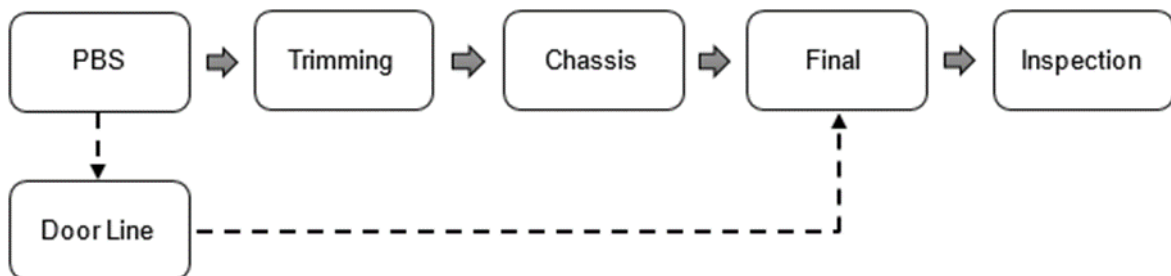 PBS
Trimming
Chassis
Final
Inspection
Door Line